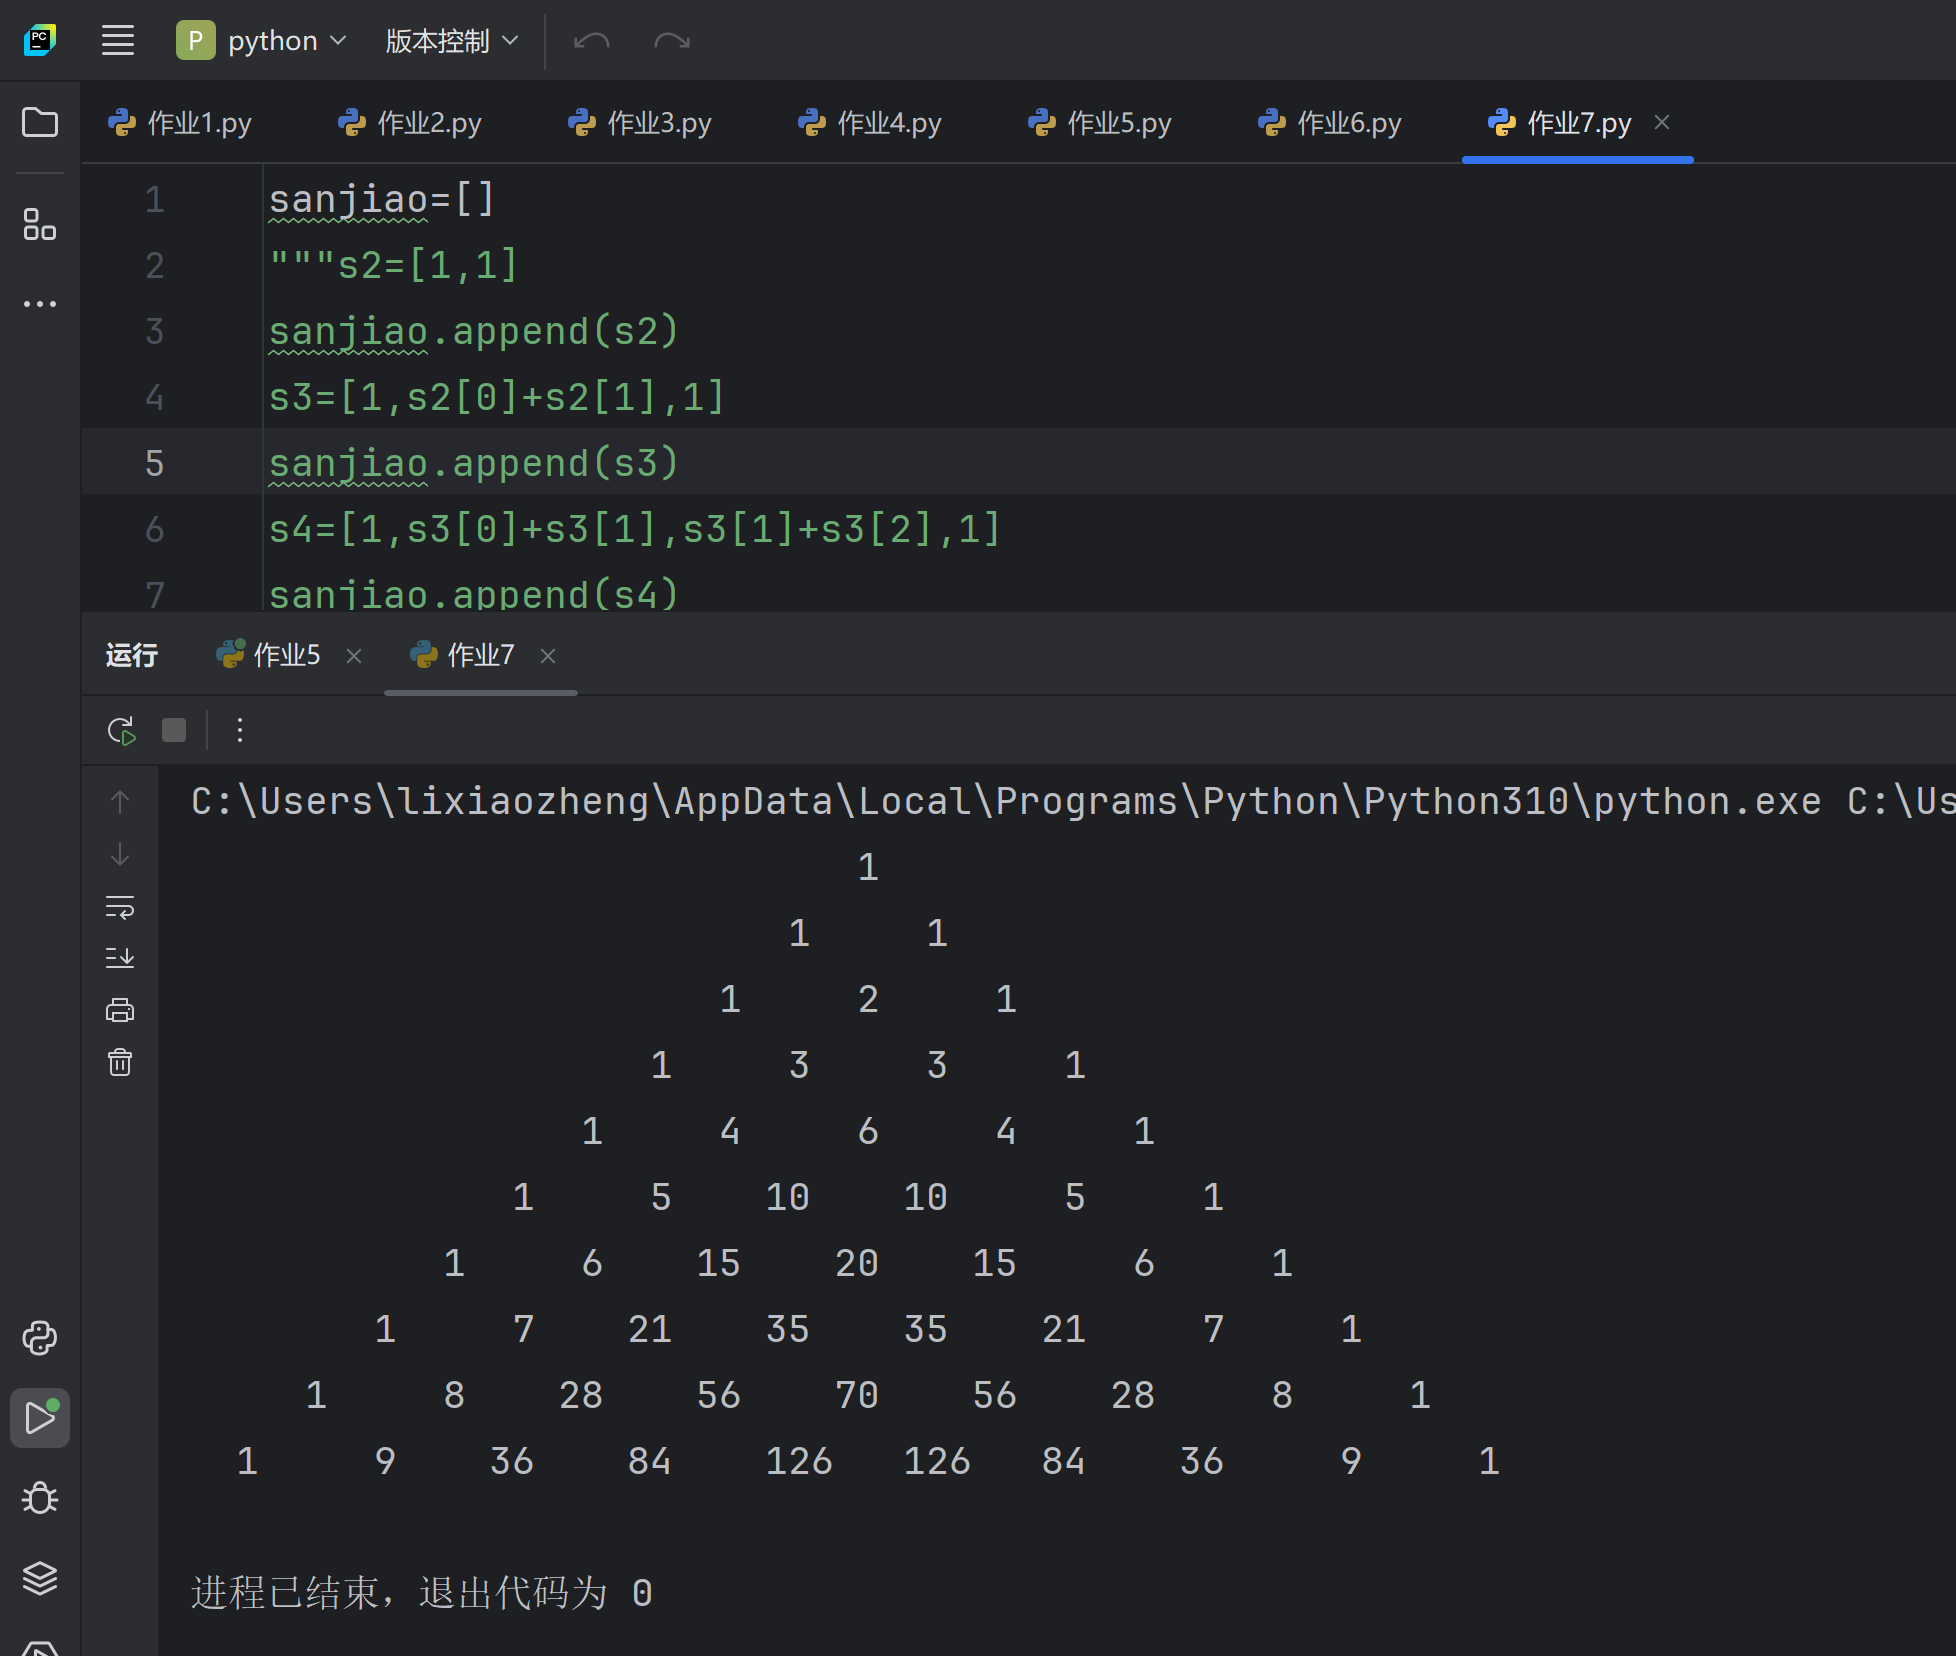 PC
P python 版本控制
作业1.py 作业2.py 作业3.py 作业4.py 作业5.py 作业6.py 作业7.py
1 sanjiao=[]
2 """s2=[1,1]
3 sanjiao.append(s2)
4 s3=[1,s2[0]+s2[1],1]
5 sanjiao.append(s3)
6 s4=[1,s3[0]+s3[1],s3[1]+s3[2],1]
7 sanjiao.append(s4)
运行 作业5 作业7
C:\Users\lixiaozheng\AppData\Local\Programs\Python\Python310\python.exe C:\Us
1
1 1
1 2 1
1 3 3 1
1 4 6 4 1
1 5 10 10 5 1
1 6 15 20 15 6 1
1 7 21 35 35 21 7 1
1 8 28 56 70 56 28 8 1
1 9 36 84 126 126 84 36 9 1
进程已结束，退出代码为 0